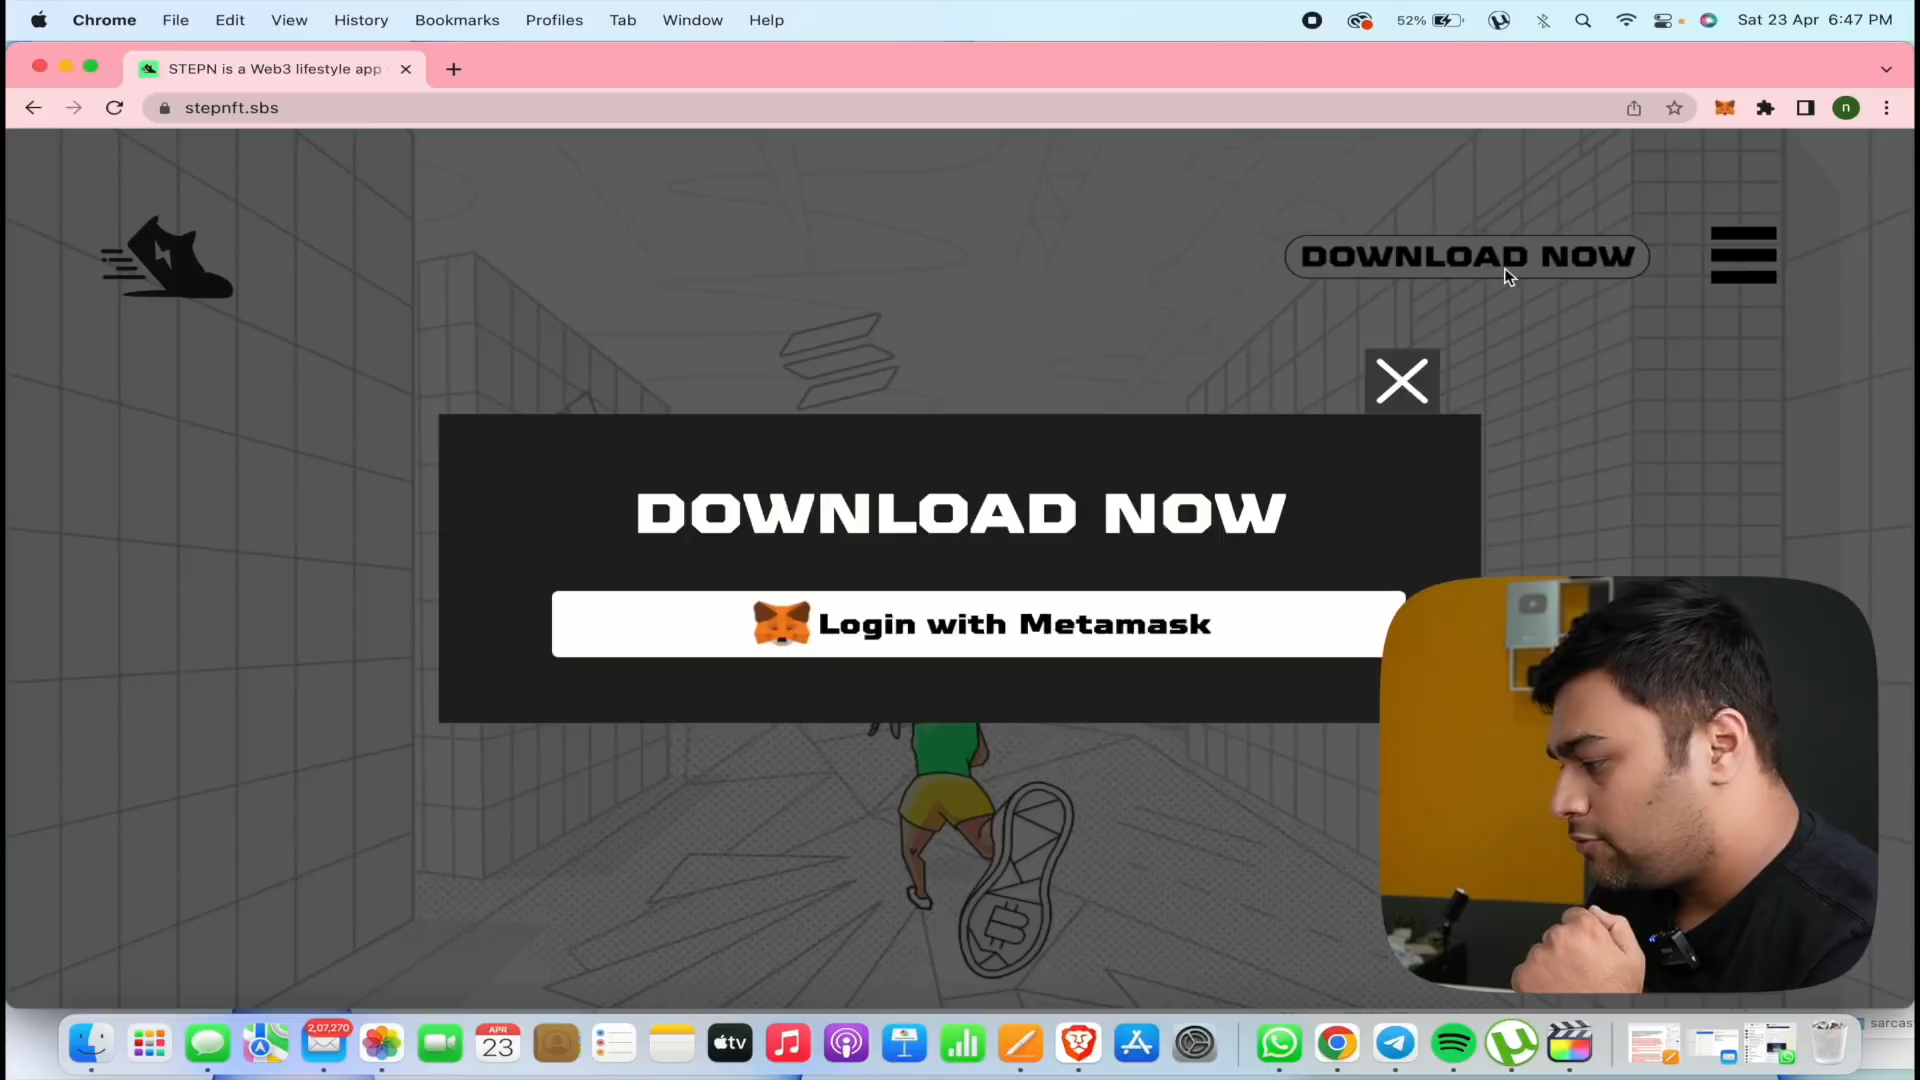 Chrome File Edit View History Bookmarks Profiles Tab Window Help 52% Sat 23 Apr 6:47 PM
STEPN is a Web3 lifestyle app
stepnft.sbs n
DOWNLOAD NOW
DOWNLOAD NOW
Login with Metamask
2,07,270
APR
23
tv
sarcas